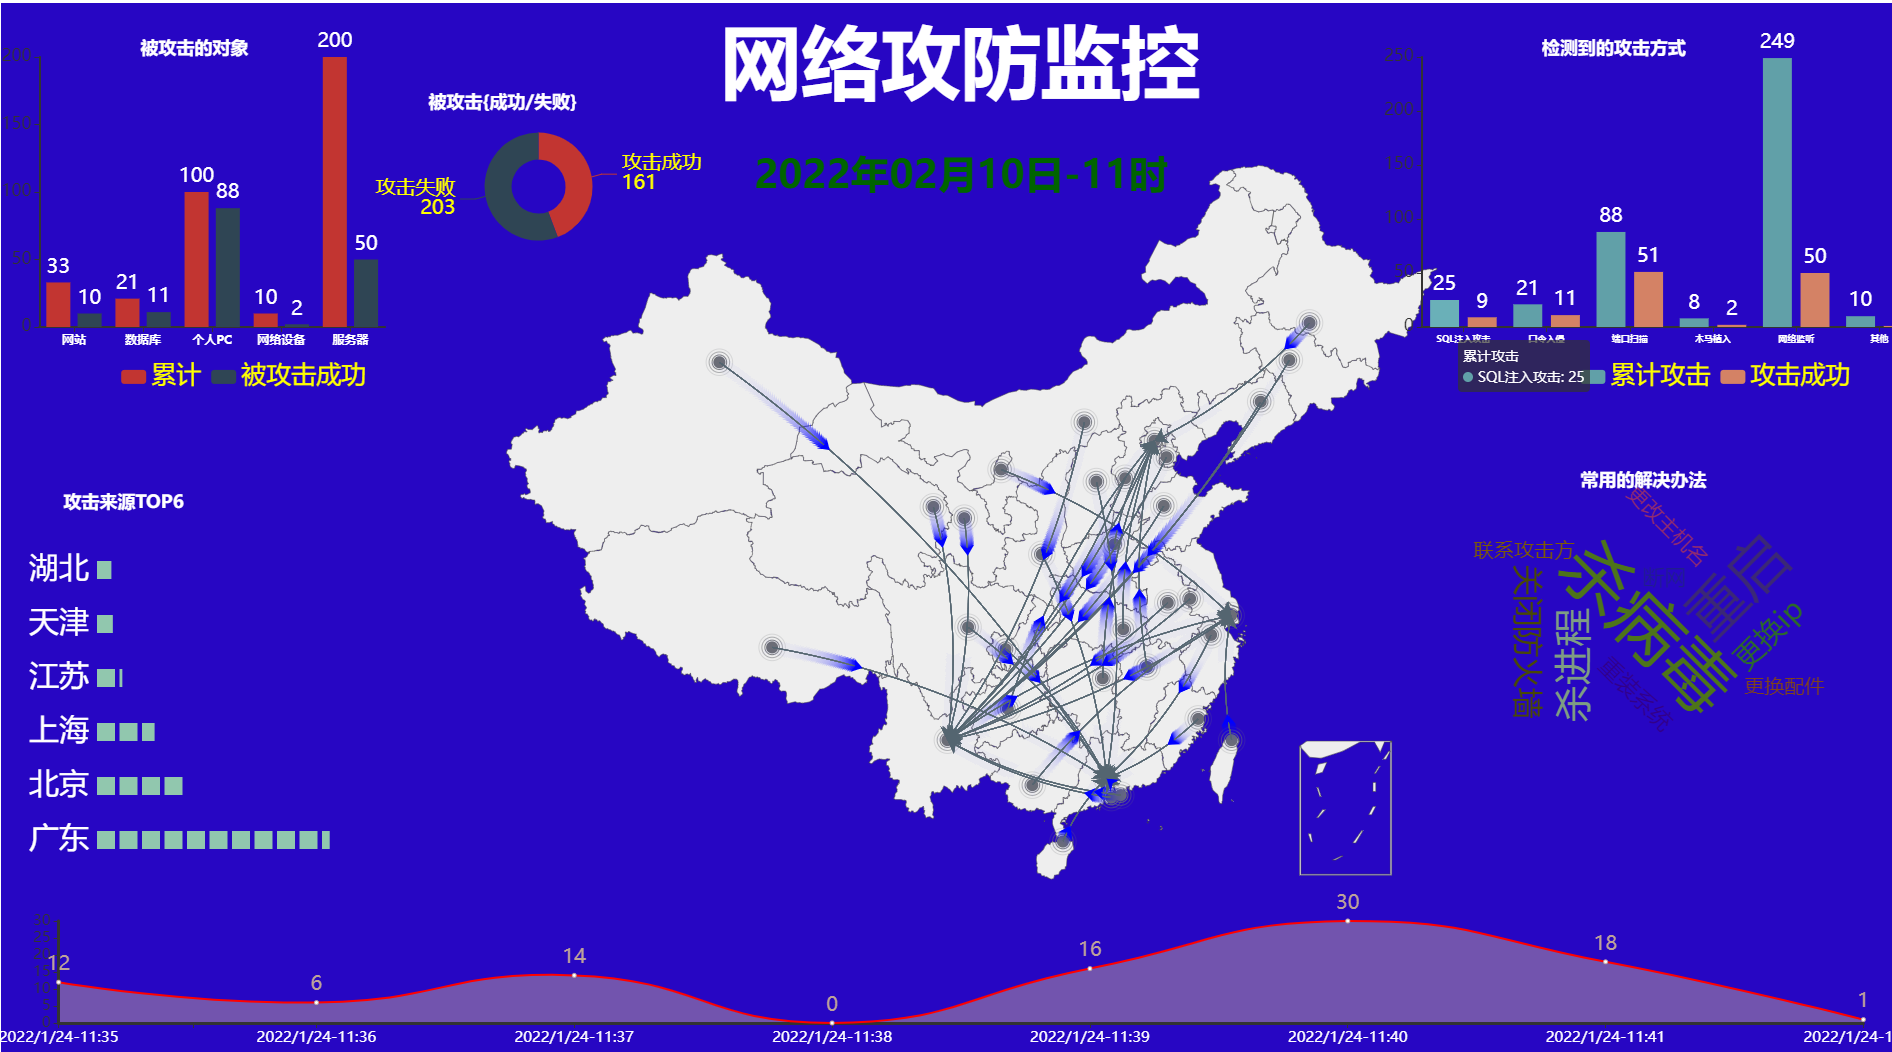 网络攻防监控
2022年02月10日-11时
被攻击的对象
200
150
100
50
0
33
10
21
11
100
88
10
2
200
50
网站
数据库
个人PC
网络设备
服务器
累计
被攻击成功
被攻击{成功/失败}
攻击成功
161
攻击失败
203
检测到的攻击方式
250
200
150
100
50
0
25
9
21
11
88
51
8
2
249
50
10
SQL注入攻击
口令入侵
端口扫描
木马植入
网络监听
其他
累计攻击
SQL注入攻击: 25
累计攻击
攻击成功
攻击来源TOP6
湖北
天津
江苏
上海
北京
广东
常用的解决办法
更改主机名
联系攻击方
杀病毒
重启
断网
关闭防火墙
杀进程
更换ip
重装系统
更换配件
30
25
20
15
10
5
0
12
6
14
0
16
30
18
1
2022/1/24-11:35
2022/1/24-11:36
2022/1/24-11:37
2022/1/24-11:38
2022/1/24-11:39
2022/1/24-11:40
2022/1/24-11:41
2022/1/24-1